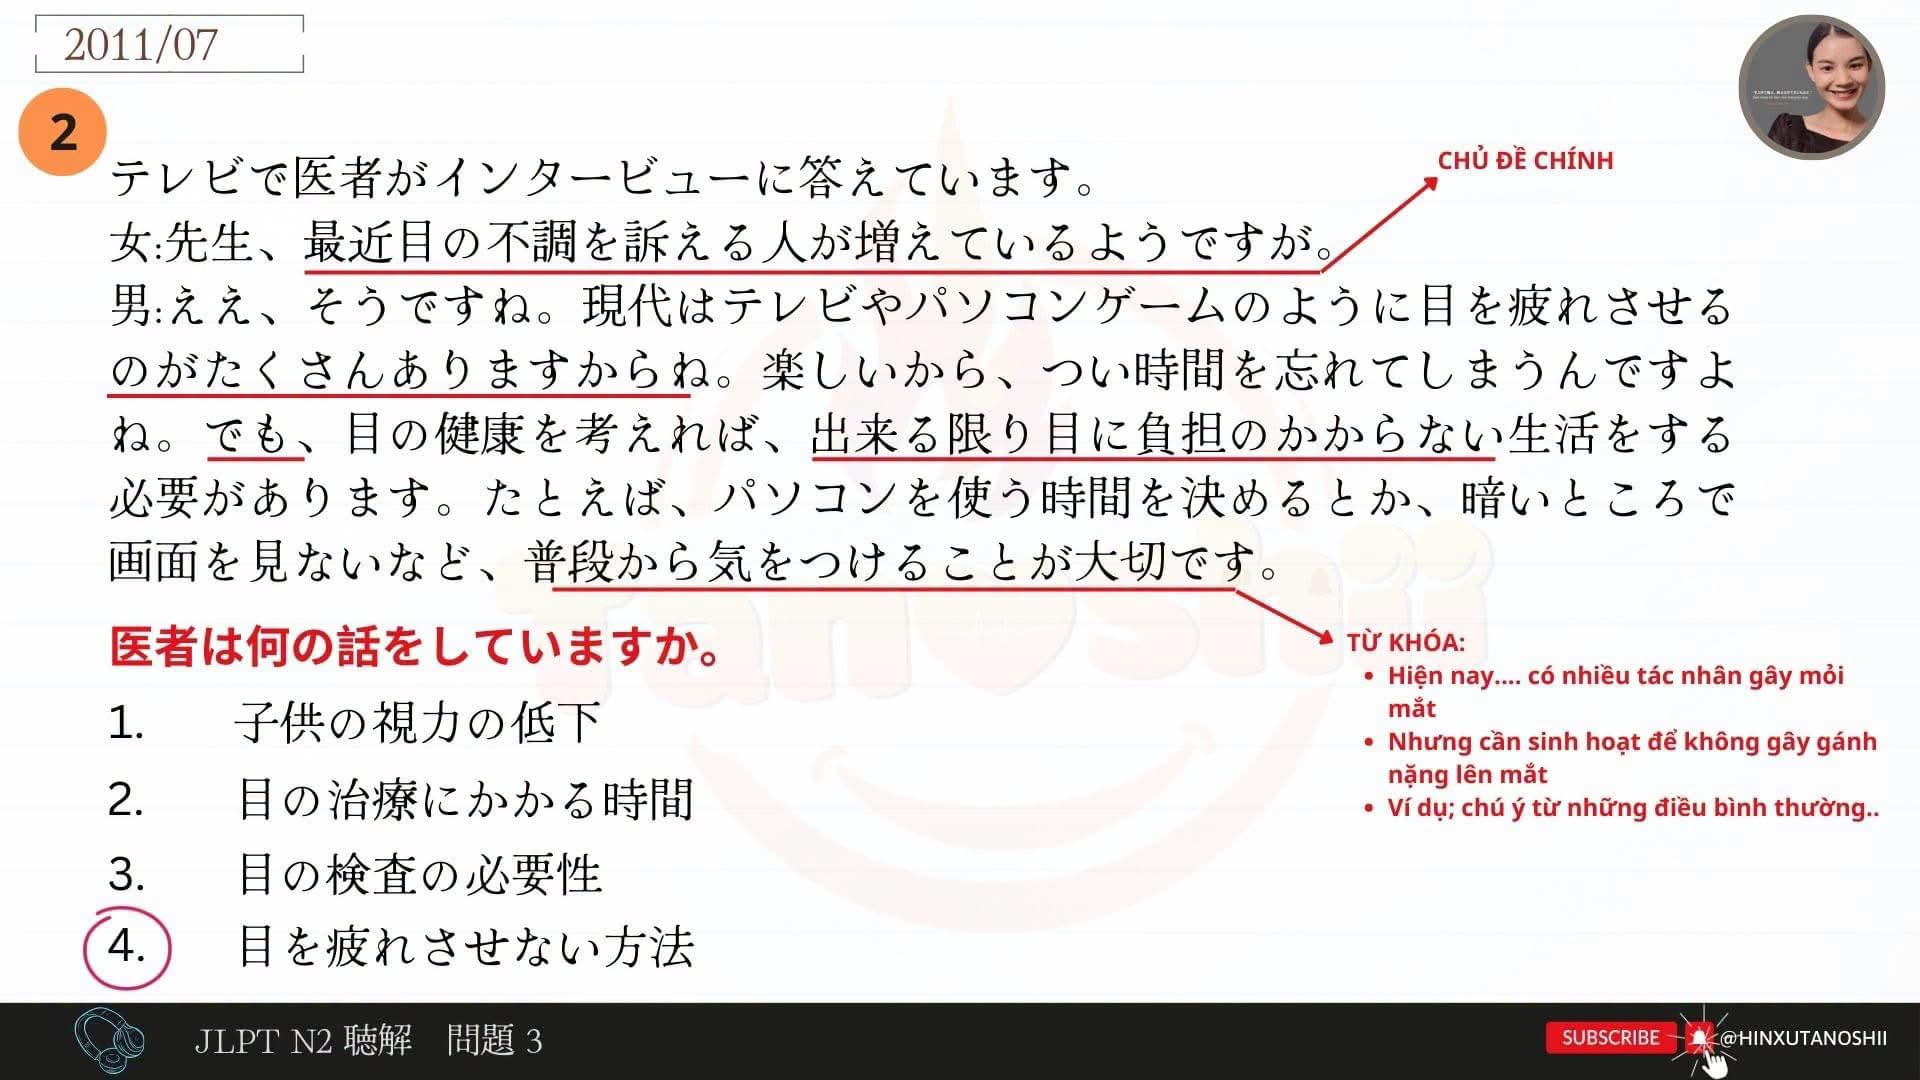 2011/07
2
テレビで医者がインタービューに答えています。
女:先生、最近目の不調を訴える人が増えているようですが。
CHỦ ĐỀ CHÍNH
男:ええ、そうですね。現代はテレビやパソコンゲームのように目を疲れさせる
のがたくさんありますからね。楽しいから、つい時間を忘れてしまうんですよ
ね。でも、目の健康を考えれば、出来る限り目に負担のかからない生活をする
必要があります。たとえば、パソコンを使う時間を決めるとか、暗いところで
画面を見ないなど、普段から気をつけることが大切です。
医者は何の話をしていますか。
1. 子供の視力の低下
2. 目の治療にかかる時間
3. 目の検査の必要性
4. 目を疲れさせない方法
TỪ KHÓA:
• Hiện nay.... có nhiều tác nhân gây mỏi
mắt
• Nhưng cần sinh hoạt để không gây gánh
nặng lên mắt
• Ví dụ; chú ý từ những điều bình thường..
Tanoshii
JLPT N2 聴解 問題 3
SUBSCRIBE
@HINXUTANOSHII